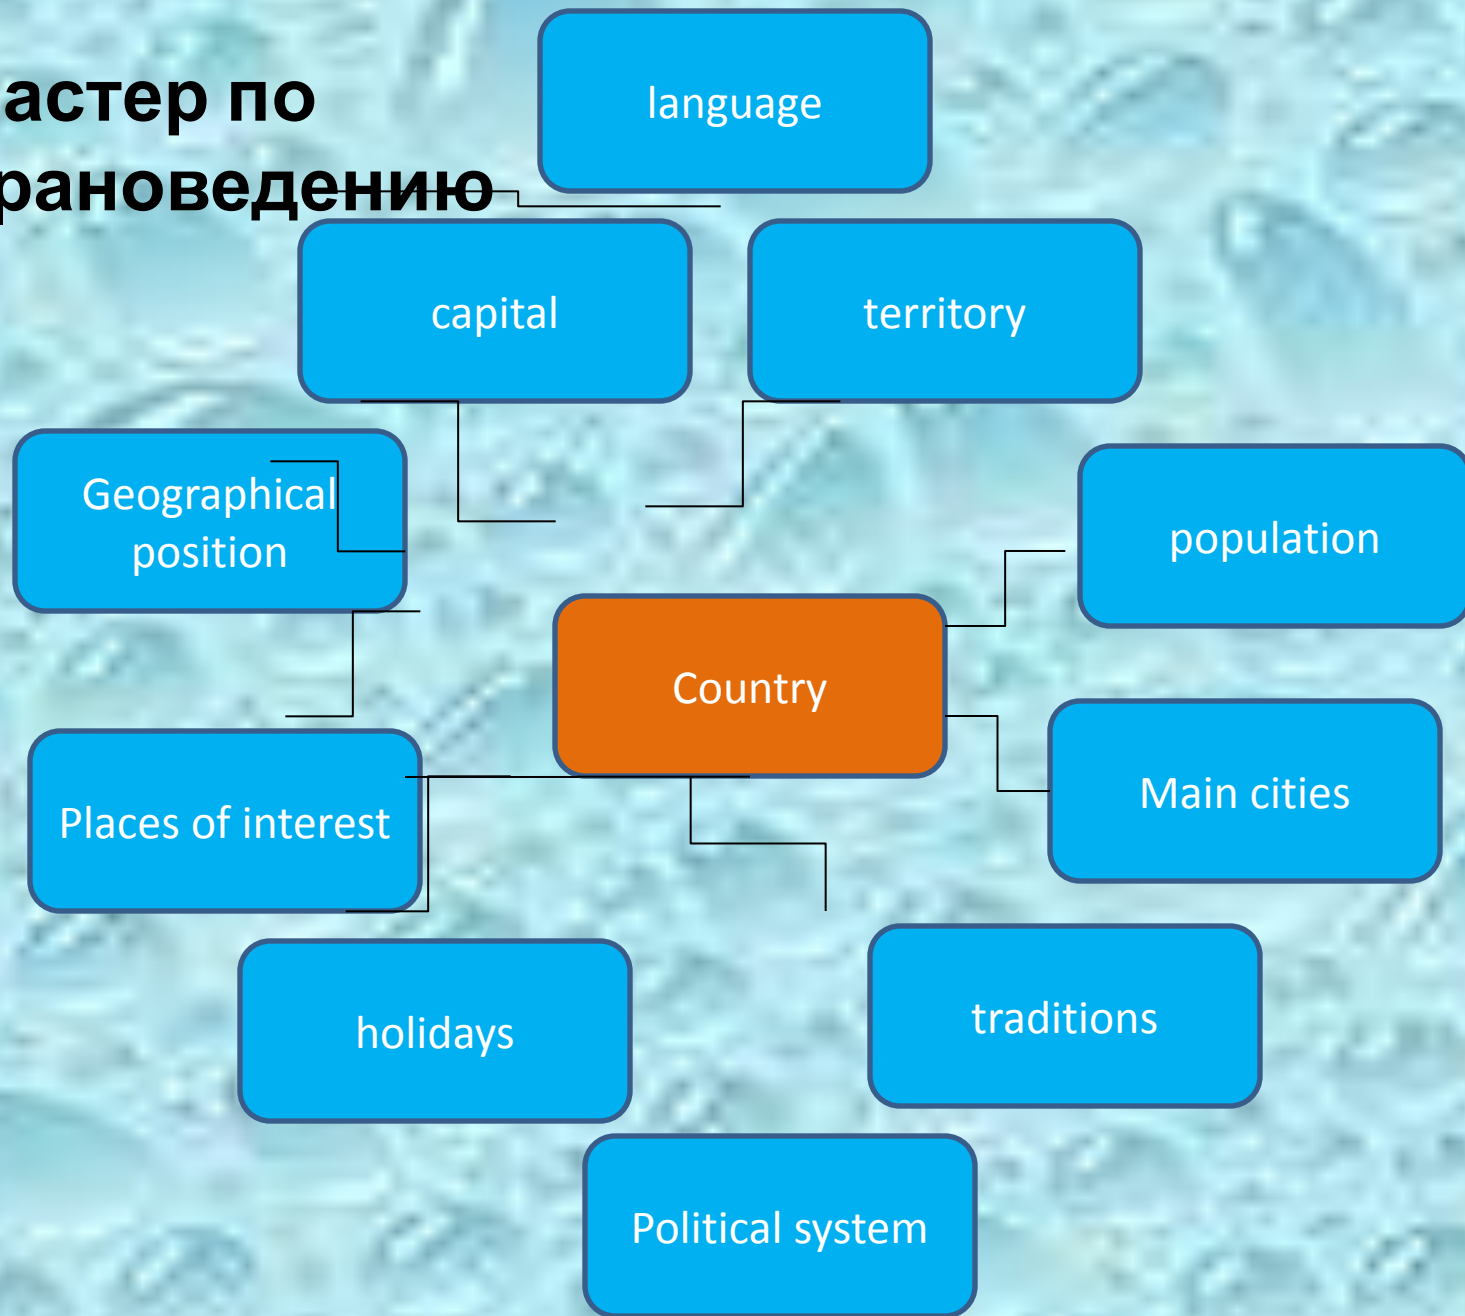 астер по
рановедению
language
capital
territory
Geographical
position
population
Country
Places of interest
Main cities
holidays
traditions
Political system